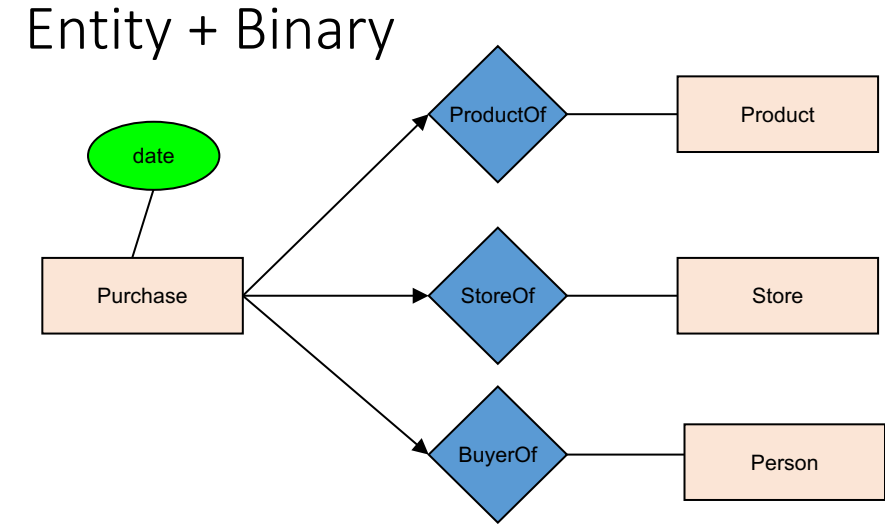 Entity + Binary
date
Purchase
ProductOf
Product
StoreOf
Store
BuyerOf
Person